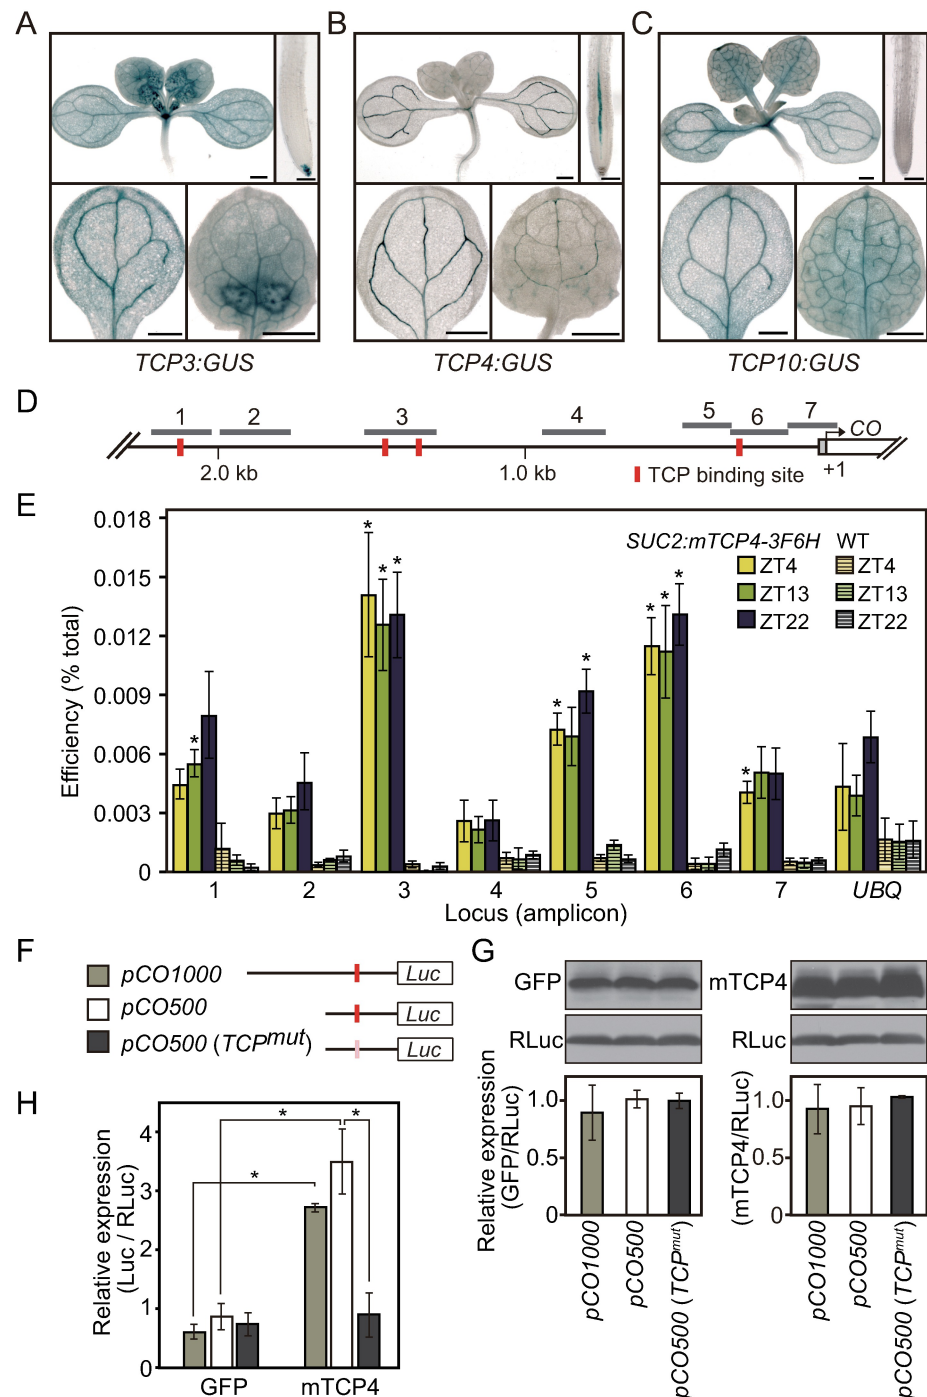 A
B
C
TCP3:GUS
TCP4:GUS
TCP10:GUS
D
1 2 3 4 5 6 7
CO
2.0 kb 1.0 kb +1
TCP binding site
E
SUC2:mTCP4-3F6H WT
ZT4 ZT4
ZT13 ZT13
ZT22 ZT22
Efficiency (% total)
0.018
0.015
0.012
0.009
0.006
0.003
0
* * * * * * * * * *
1 2 3 4 5 6 7 UBQ
Locus (amplicon)
F
pCO1000 Luc
pCO500 Luc
pCO500 (TCPmut) Luc
G
GFP
RLuc
mTCP4
RLuc
Relative expression
(GFP/RLuc)
1.0
0.5
0
pCO1000
pCO500
pCO500 (TCPmut)
(mTCP4/RLuc)
1.0
0.5
0
pCO1000
pCO500
pCO500 (TCPmut)
H
Relative expression
(Luc / RLuc)
4
3
2
1
0
* * *
GFP mTCP4